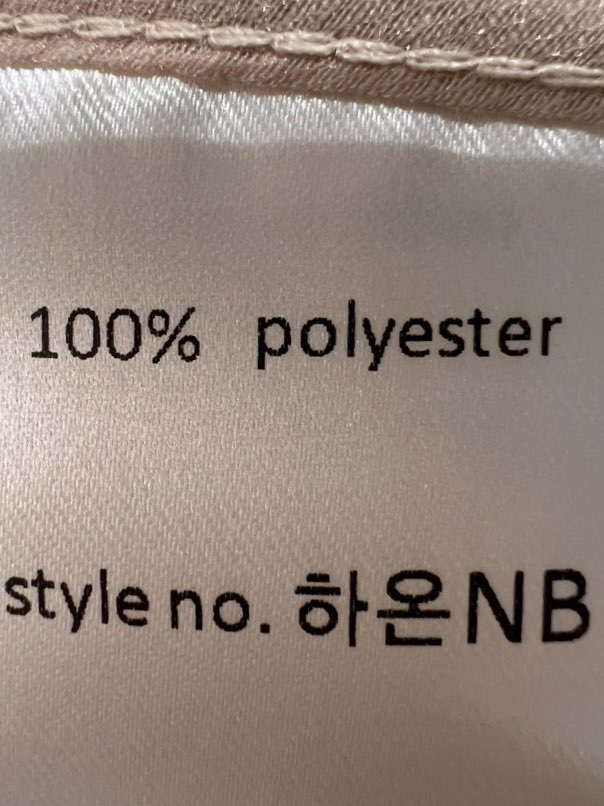 100% polyester
style no. 하온NB